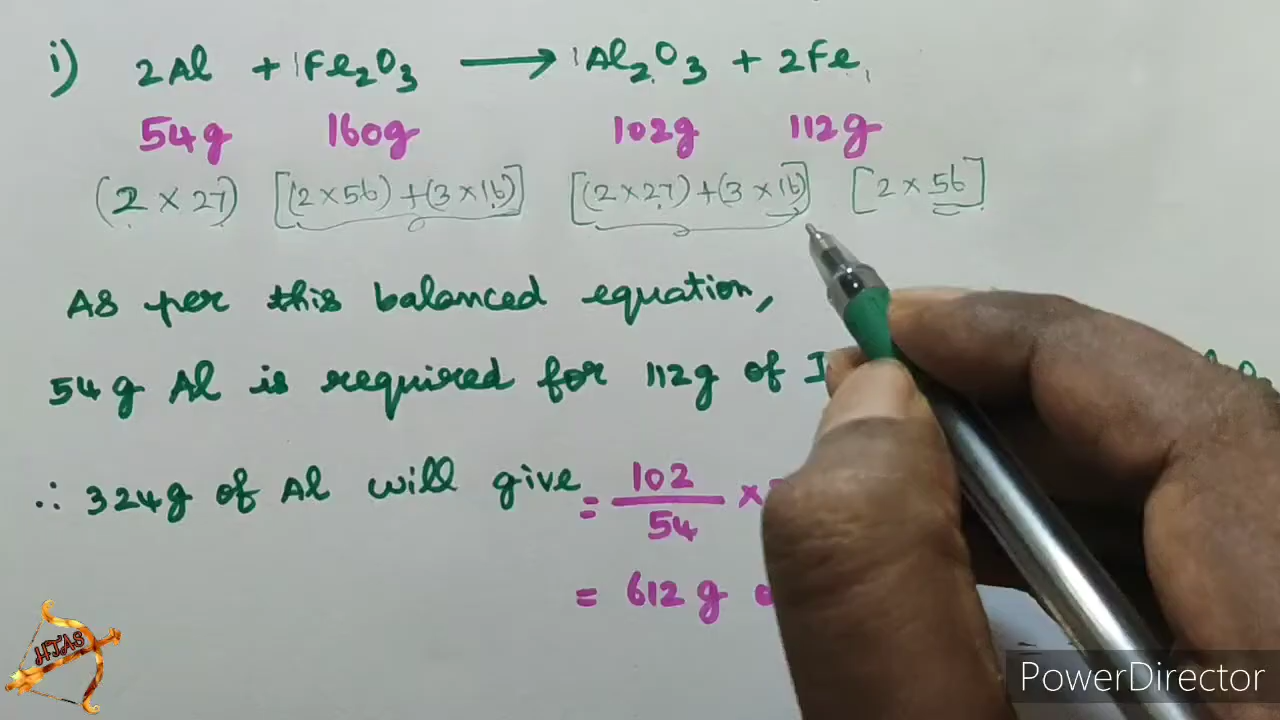 i) 2Al + 1Fe₂O₃ ⟶ 1Al₂O₃ + 2Fe
54g 160g 102g 112g
(2 × 27) [(2×56)+(3×16)] [(2×27)+(3×16)] [2×56]
As per this balanced equation,
54g Al is required for 112g of
∴ 324g of Al will give = 102/54 ×
= 612g
HTAS
PowerDirector